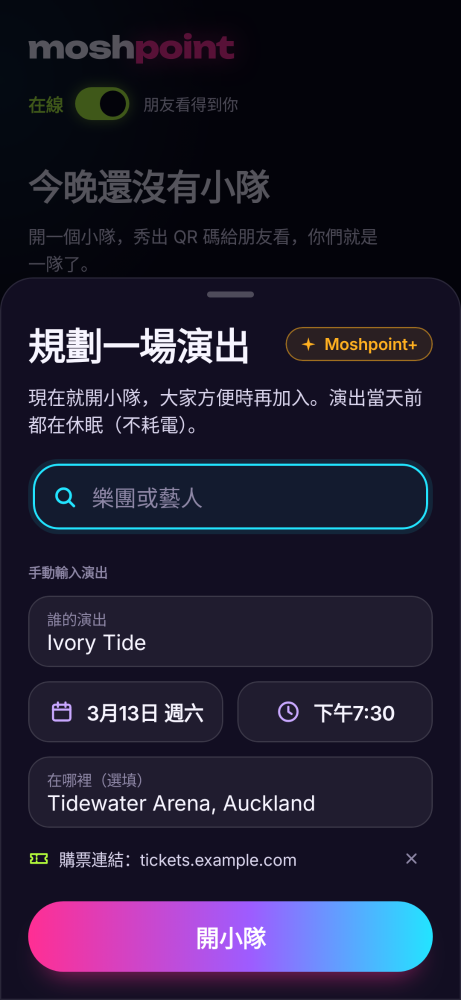 moshpoint
在線
朋友看得到你
今晚還沒有小隊
開一個小隊，秀出 QR 碼給朋友看，你們就是
一隊了。
規劃一場演出
Moshpoint+
現在就開小隊，大家方便時再加入。演出當天前
都在休眠（不耗電）。
樂團或藝人
手動輸入演出
誰的演出
Ivory Tide
3月13日 週六
下午7:30
在哪裡（選填）
Tidewater Arena, Auckland
購票連結：tickets.example.com
開小隊